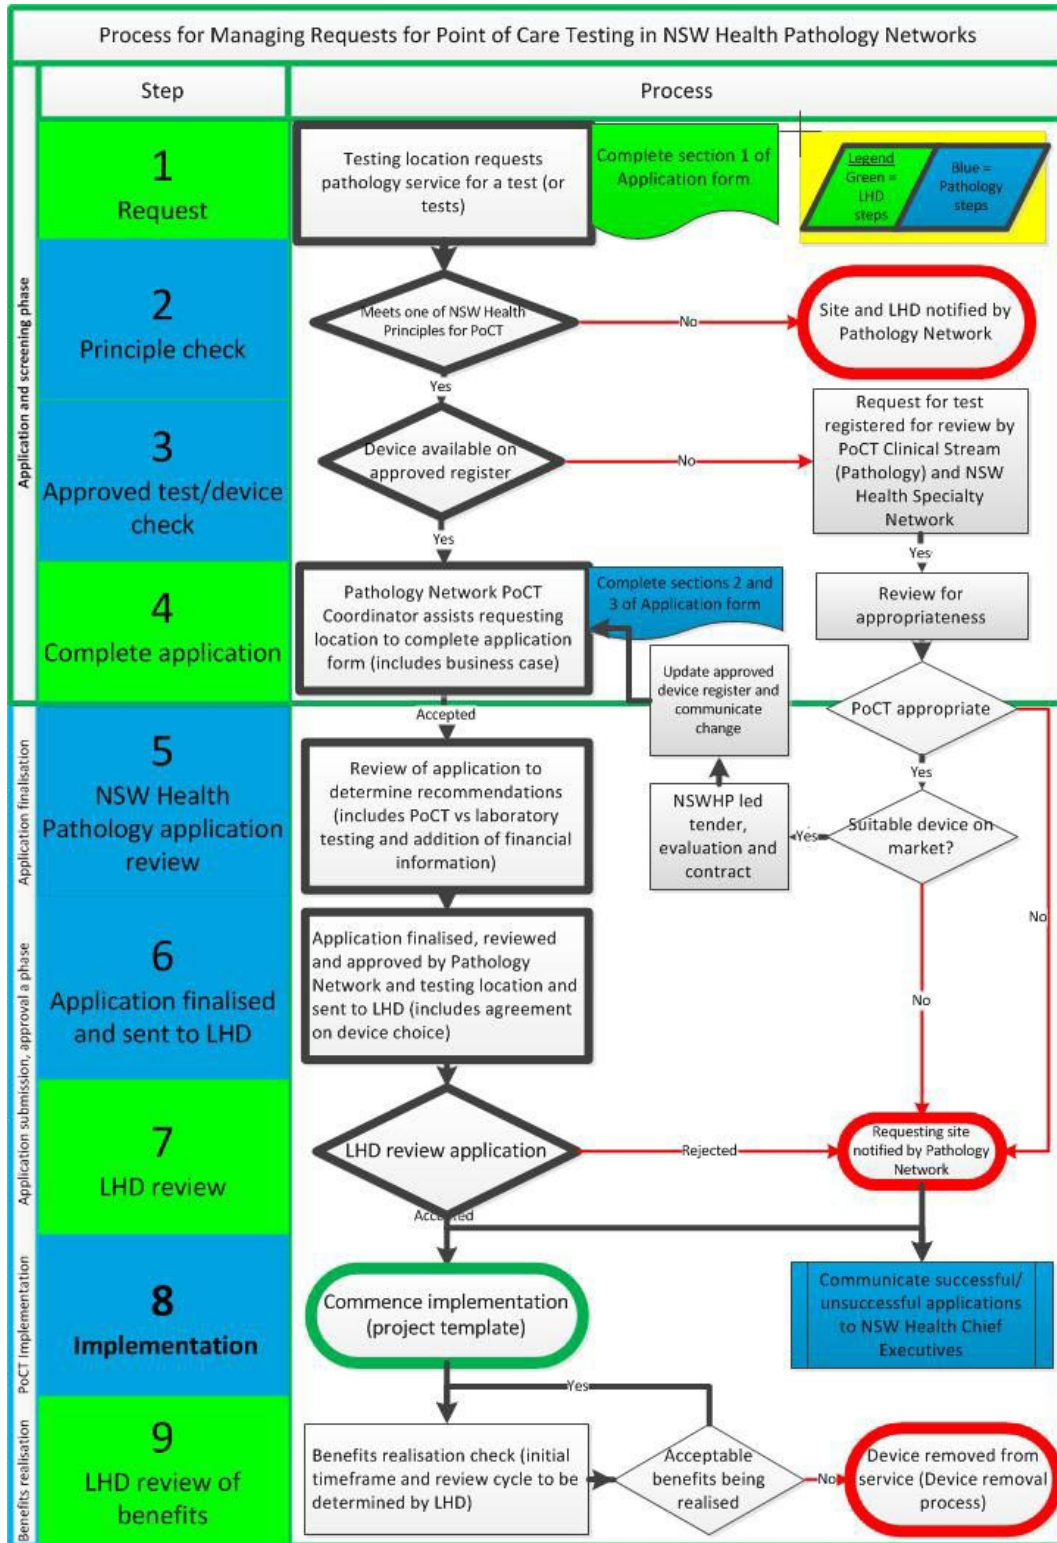 Process for Managing Requests for Point of Care Testing in NSW Health Pathology Networks
Step
Process
Application and screening phase
1
Request
Testing location requests
pathology service for a test (or
tests)
Complete section 1 of
Application form
Legend
Green =
LHD
steps
Blue =
Pathology
steps
2
Principle check
Meets one of NSW Health
Principles for PoCT
No
Site and LHD notified by
Pathology Network
Yes
3
Approved test/device
check
Device available on
approved register
No
Request for test
registered for review by
PoCT Clinical Stream
(Pathology) and NSW
Health Specialty
Network
Yes
Yes
4
Complete application
Pathology Network PoCT
Coordinator assists requesting
location to complete application
form (includes business case)
Complete sections 2 and
3 of Application form
Review for
appropriateness
Update approved
device register and
communicate
change
PoCT appropriate
Accepted
Application finalisation
5
NSW Health
Pathology application
review
Review of application to
determine recommendations
(includes PoCT vs laboratory
testing and addition of financial
information)
NSWHP led
tender,
evaluation and
contract
Yes
Yes
Suitable device on
market?
No
Application submission, approval a phase
6
Application finalised
and sent to LHD
Application finalised, reviewed
and approved by Pathology
Network and testing location and
sent to LHD (includes agreement
on device choice)
No
7
LHD review
LHD review application
Rejected
Requesting site
notified by Pathology
Network
Accepted
PoCT Implementation
8
Implementation
Commence implementation
(project template)
Communicate successful/
unsuccessful applications
to NSW Health Chief
Executives
Yes
Benefits realisation
9
LHD review of
benefits
Benefits realisation check (initial
timeframe and review cycle to be
determined by LHD)
Acceptable
benefits being
realised
No
Device removed from
service (Device removal
process)